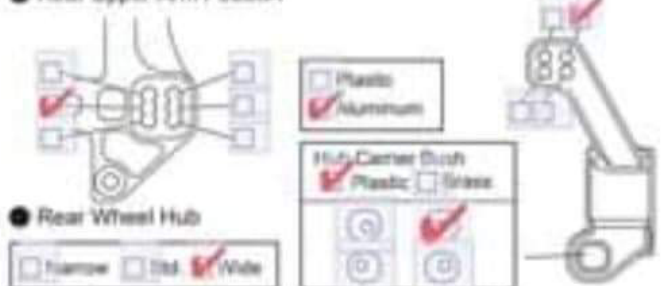 Plastic
Aluminum
Hub Carrier Bush
Plastic Brass
Rear Wheel Hub
Narrow Std. Wide